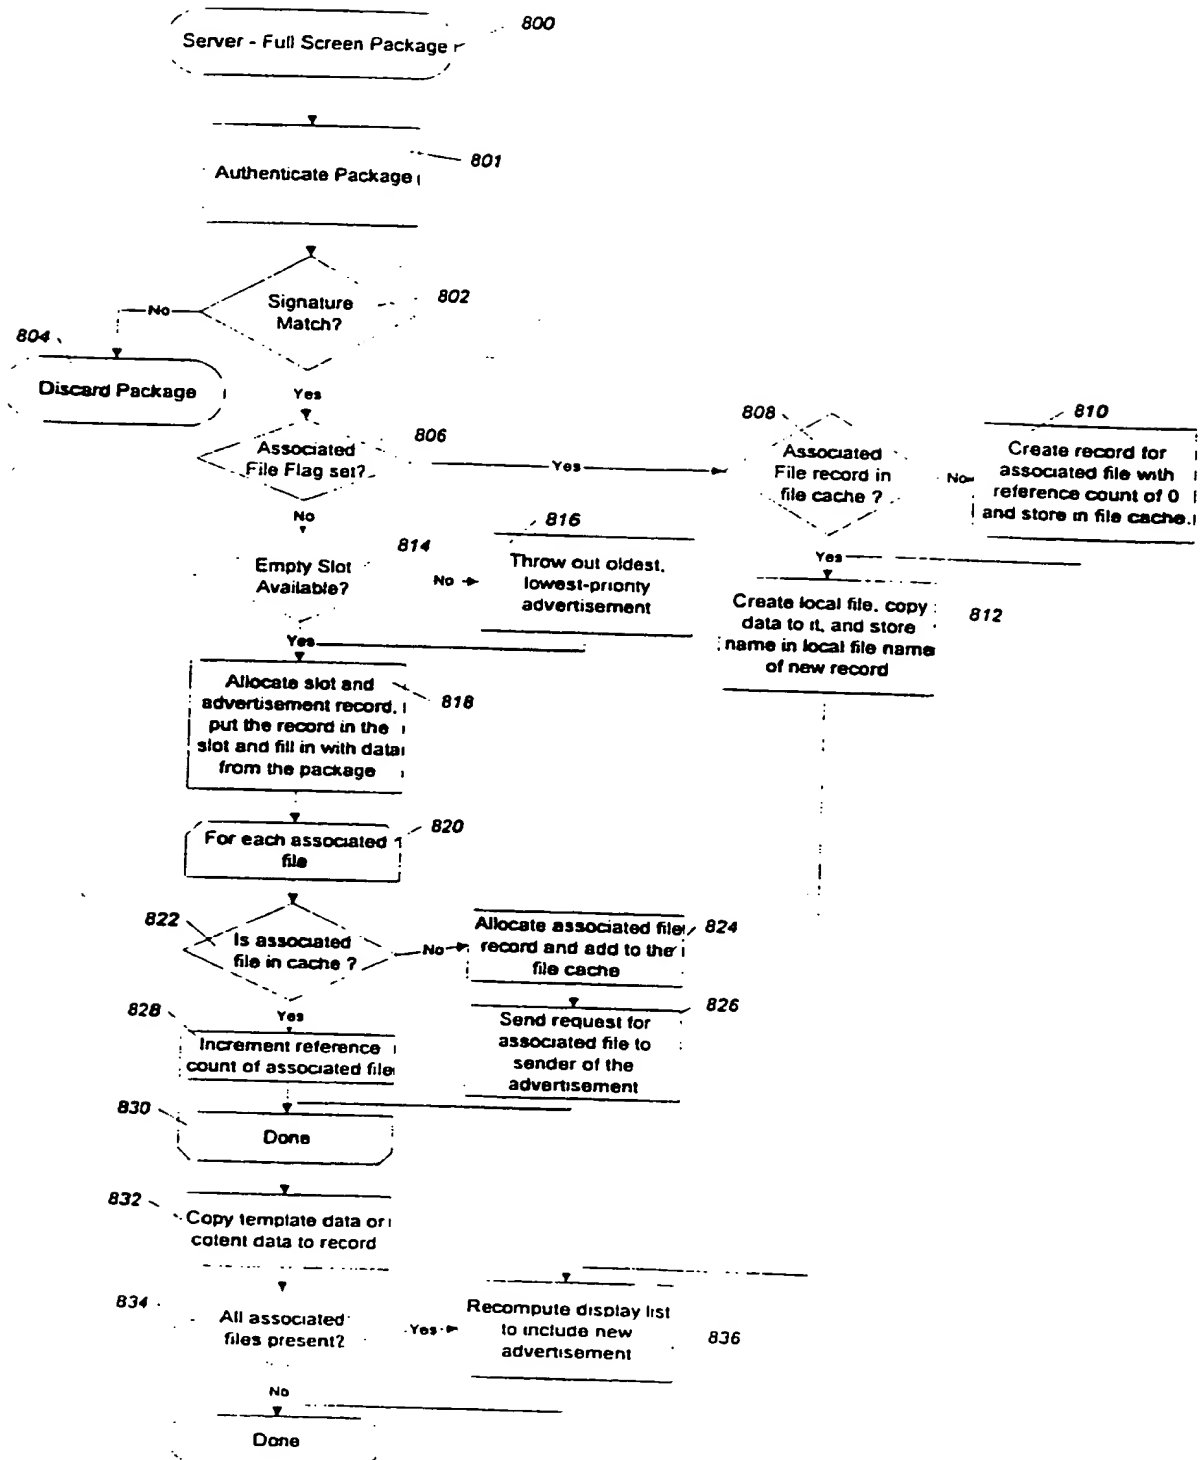 800
Server - Full Screen Package
801
Authenticate Package
802
Signature
Match?
No
804
Discard Package
Yes
806
Associated
File Flag set?
Yes
808
Associated
File record in
file cache ?
No
810
Create record for
associated file with
reference count of 0
and store in file cache.
No
814
Empty Slot
Available?
No
816
Throw out oldest,
lowest-priority
advertisement
Yes
812
Create local file, copy
data to it, and store
name in local file name
of new record
Yes
818
Allocate slot and
advertisement record,
put the record in the
slot and fill in with data
from the package
820
For each associated
file
822
Is associated
file in cache ?
No
824
Allocate associated file
record and add to the
file cache
826
Send request for
associated file to
sender of the
advertisement
Yes
828
Increment reference
count of associated file
830
Done
832
Copy template data or
cotent data to record
834
All associated
files present?
Yes
836
Recompute display list
to include new
advertisement
No
Done